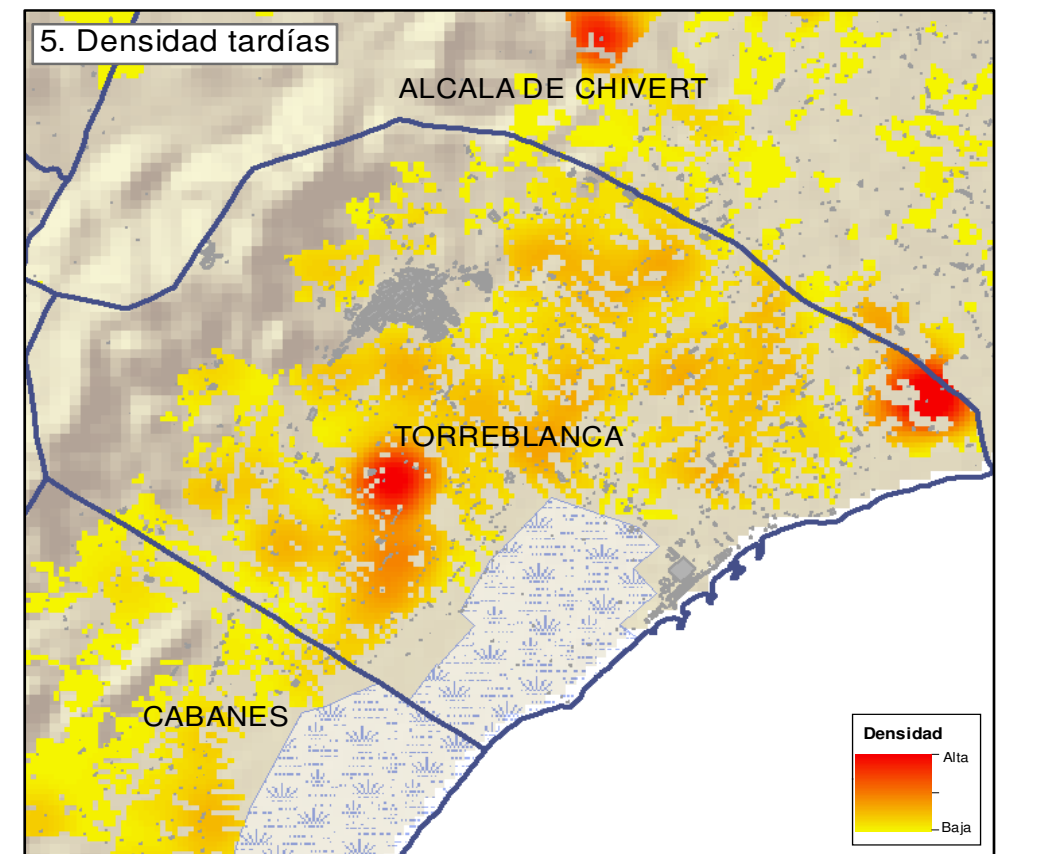 5. Densidad tardías
ALCALA DE CHIVERT
TORREBLANCA
CABANES
Densidad
Alta
Baja